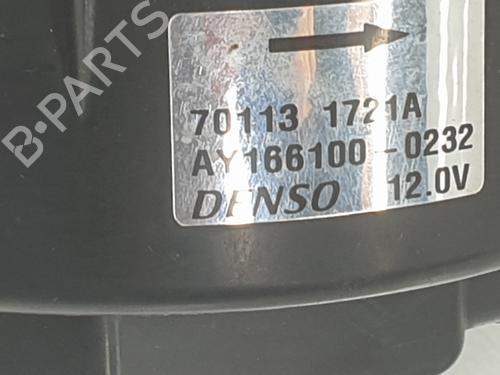 B-PARTS
70113 1721A
AY166100-0232
DENSO 12.0V